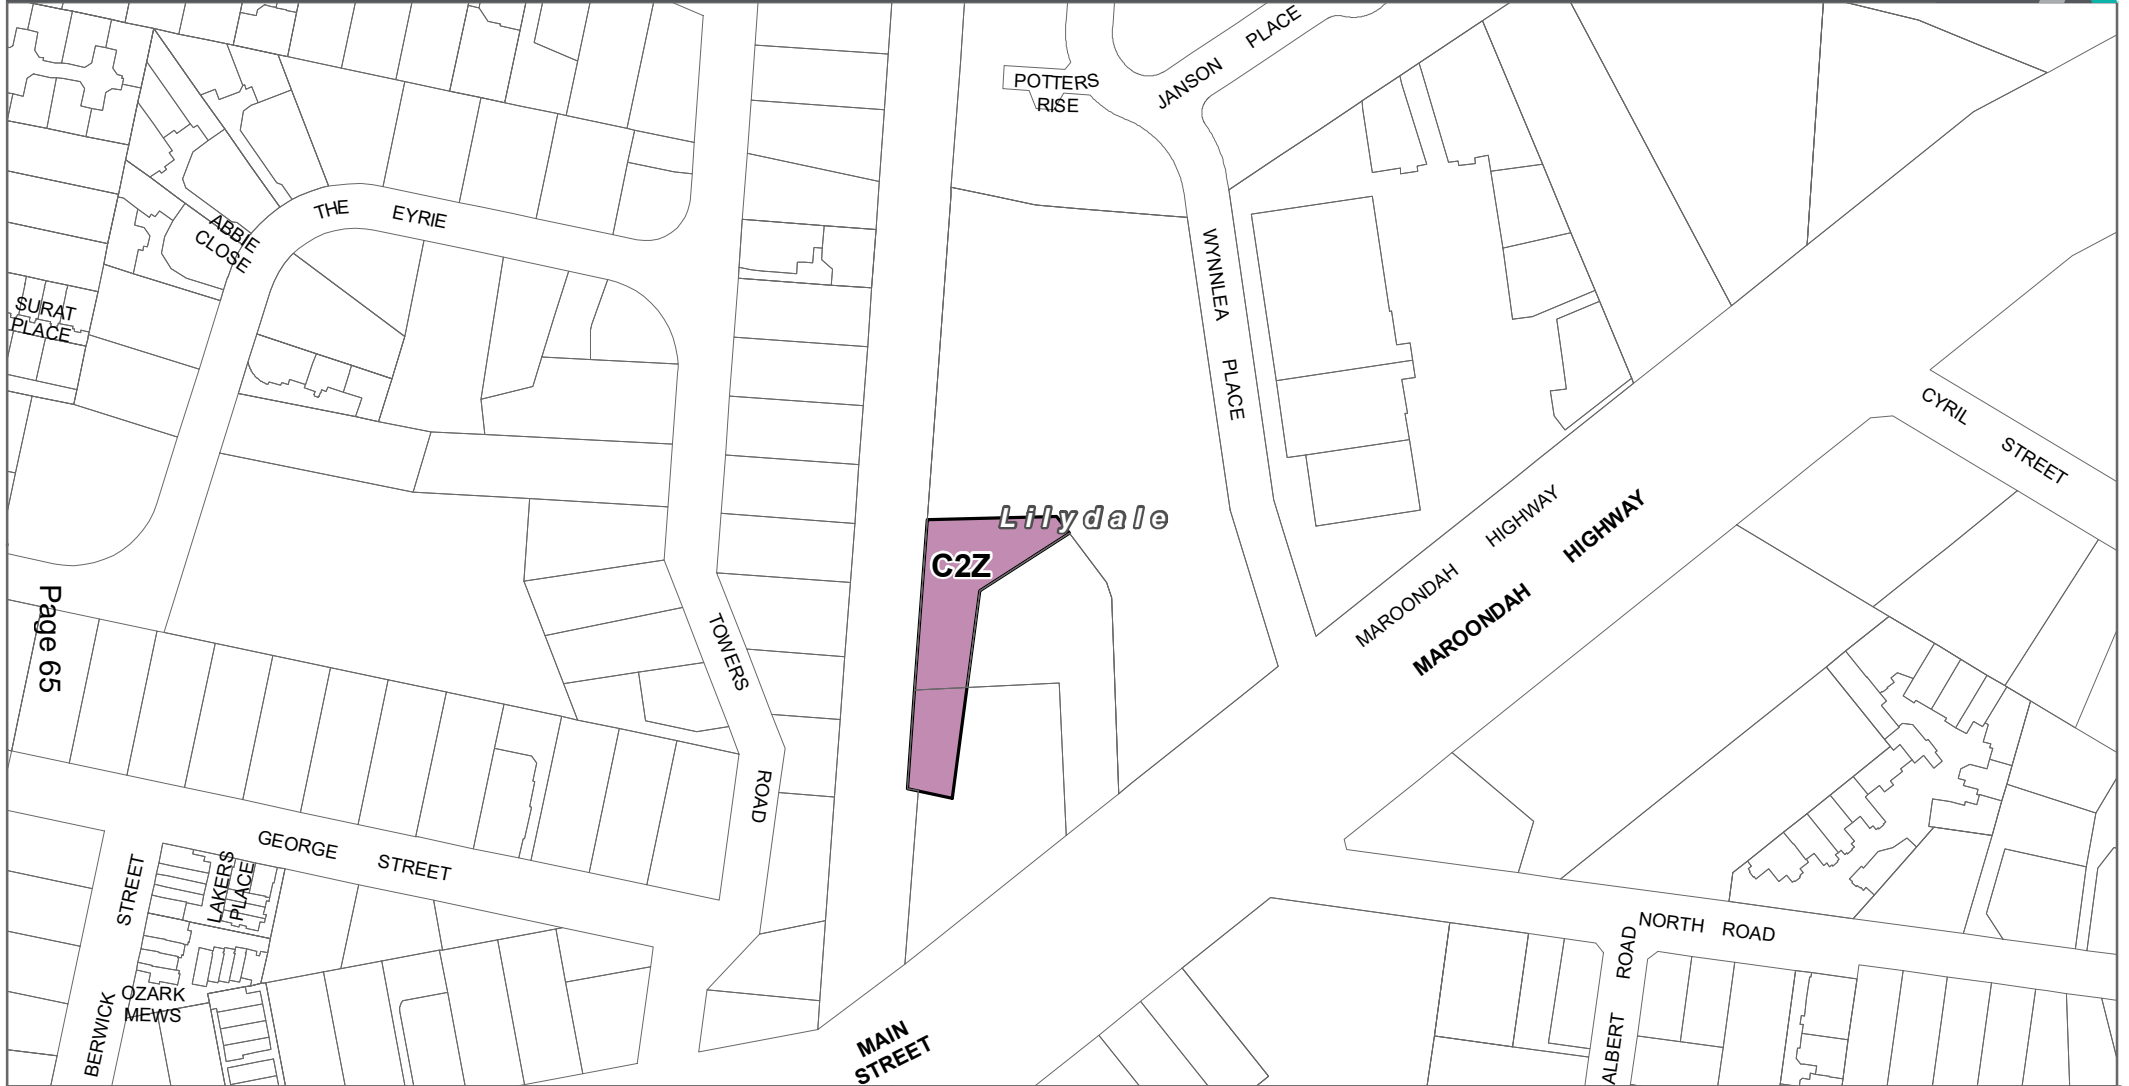 JANSON PLACE
POTTERS
RISE
THE EYRIE
ABBIE
CLOSE
WYNNLEA PLACE
SURAT
PLACE
CYRIL STREET
Lilydale
C2Z
MAROONDAH HIGHWAY
MAROONDAH HIGHWAY
Page 65
TOWERS ROAD
GEORGE STREET
LAKERS
PLACE
BERWICK STREET
OZARK
MEWS
NORTH ROAD
ALBERT ROAD
MAIN
STREET